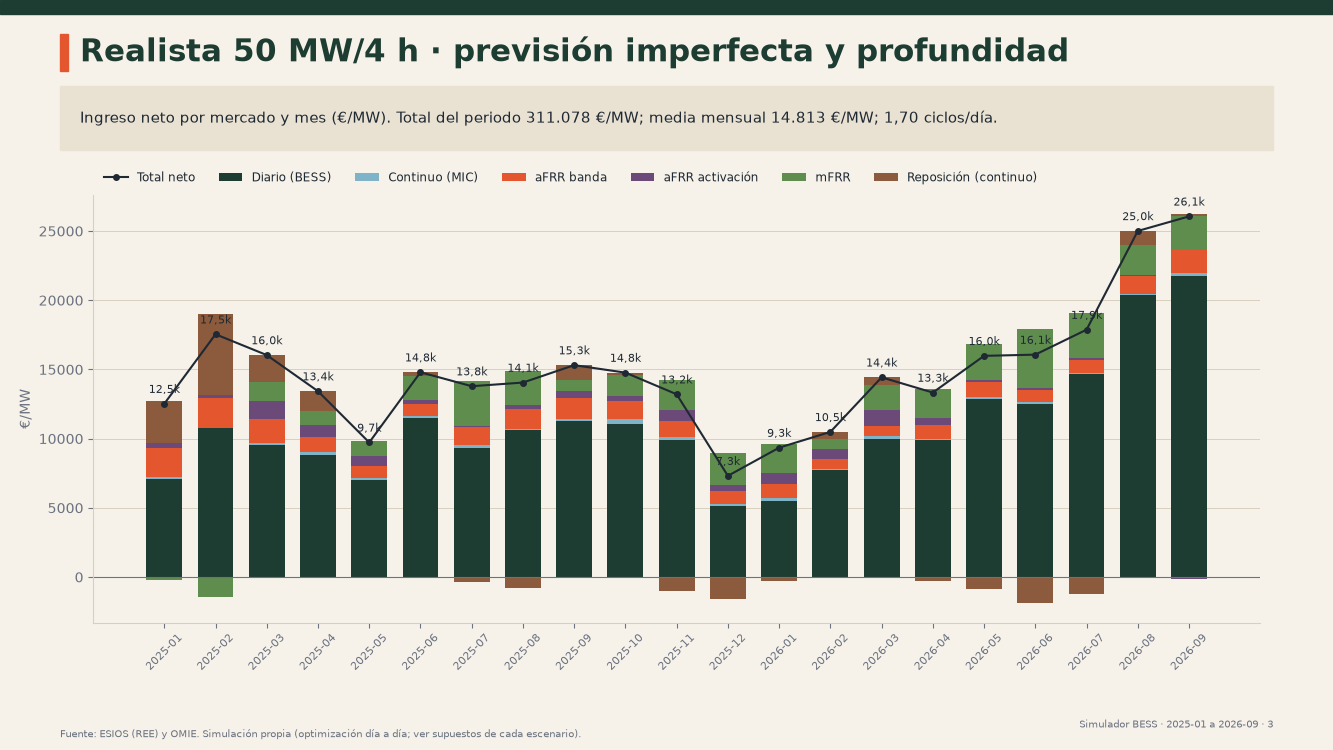 Realista 50 MW/4 h · previsión imperfecta y profundidad
Ingreso neto por mercado y mes (€/MW). Total del periodo 311.078 €/MW; media mensual 14.813 €/MW; 1,70 ciclos/día.
Total neto Diario (BESS) Continuo (MIC) aFRR banda aFRR activación mFRR Reposición (continuo)
€/MW
25000
20000
15000
10000
5000
0
12,5k 17,5k 16,0k 13,4k 9,7k 14,8k 13,8k 14,1k 15,3k 14,8k 13,2k 7,3k 9,3k 10,5k 14,4k 13,3k 16,0k 16,1k 17,9k 25,0k 26,1k
2025-01 2025-02 2025-03 2025-04 2025-05 2025-06 2025-07 2025-08 2025-09 2025-10 2025-11 2025-12 2026-01 2026-02 2026-03 2026-04 2026-05 2026-06 2026-07 2026-08 2026-09
Simulador BESS · 2025-01 a 2026-09 · 3
Fuente: ESIOS (REE) y OMIE. Simulación propia (optimización día a día; ver supuestos de cada escenario).